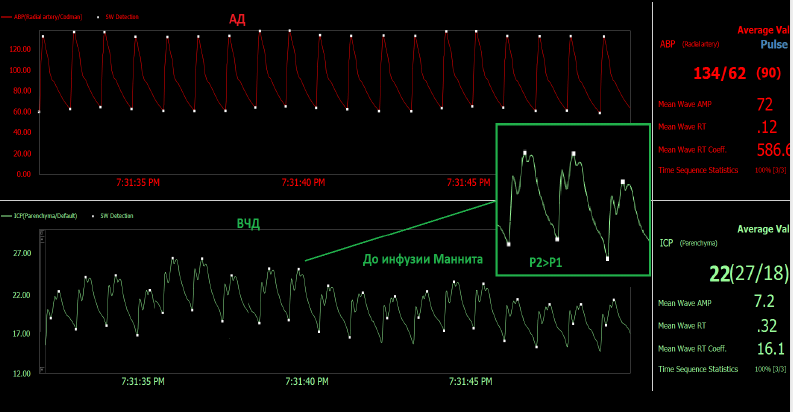 ABP(Radial artery/Catman) SW Detection
АД
120.00
100.00
80.00
60.00
40.00
20.00
0.00
7:31:35 PM 7:31:40 PM 7:31:45 PM
Average Val
ABP (Radial artery) Pulse
134/62 (90)
Mean Wave AMP 72
Mean Wave RT .12
Mean Wave RT Coeff. 586.6
Time Sequence Statistics 100% [3/3]
ICP(Parenchyma/Default) SW Detection
ВЧД
27.00
22.00
17.00
12.00
7:31:35 PM 7:31:40 PM 7:31:45 PM
До инфузии Маннита
P2>P1
Average Val
ICP (Parenchyma)
22(27/18)
Mean Wave AMP 7.2
Mean Wave RT .32
Mean Wave RT Coeff. 16.1
Time Sequence Statistics 100% [3/3]